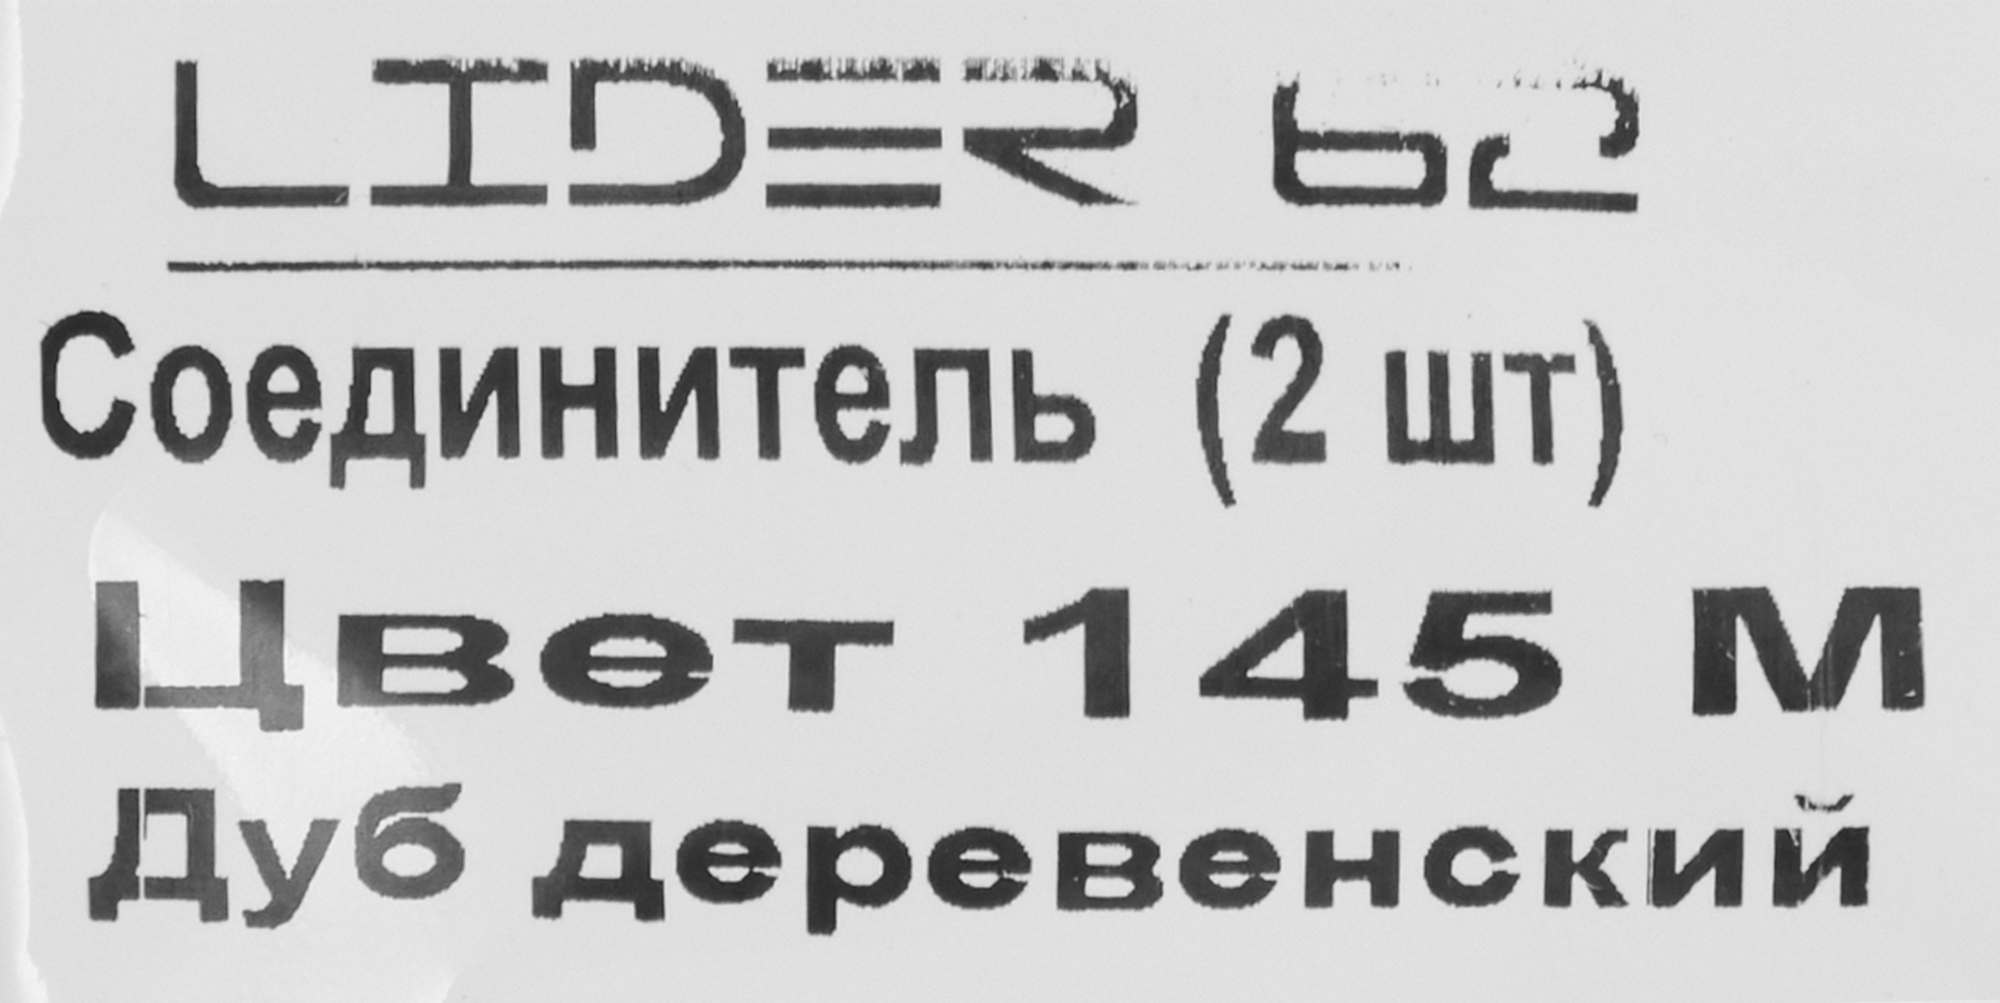 LIDER 62
Соединитель (2 шт)
Цвет 145 М
Дуб деревенский